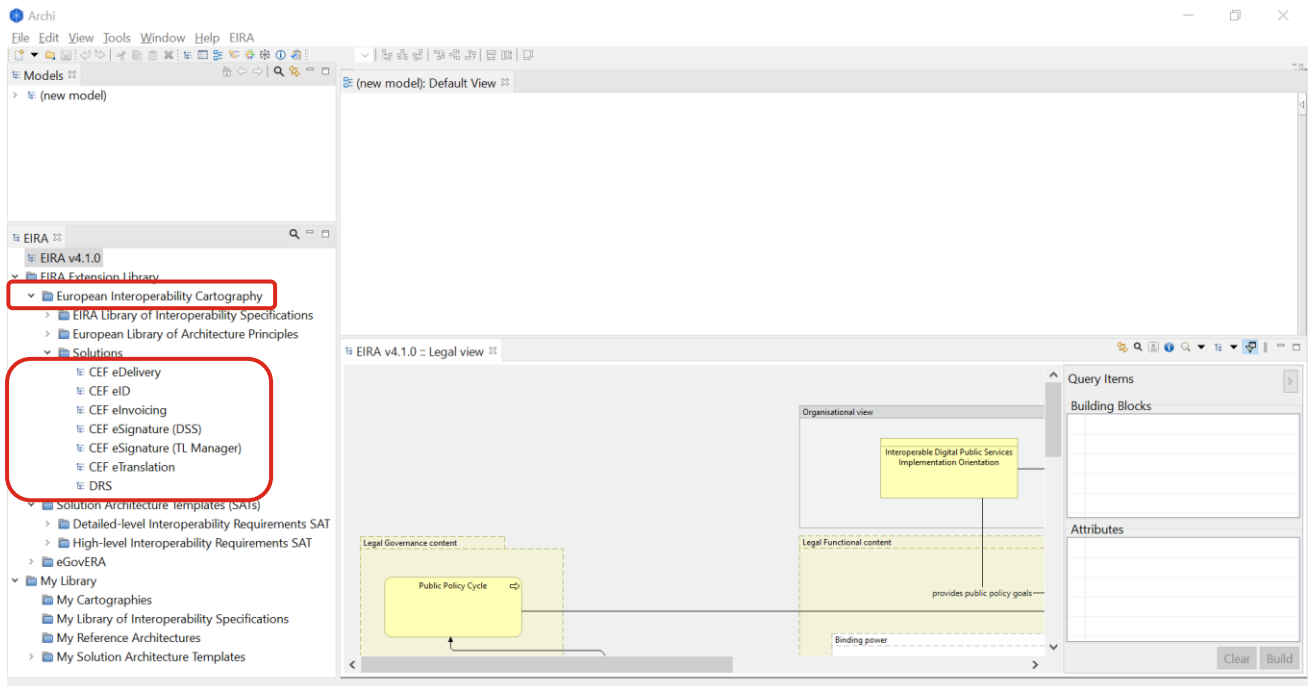 Archi
File Edit View Tools Window Help EIRA
Models
(new model)
(new model): Default View
EIRA
EIRA v4.1.0
EIRA Extension Library
European Interoperability Cartography
EIRA Library of Interoperability Specifications
European Library of Architecture Principles
Solutions
CEF eDelivery
CEF eID
CEF eInvoicing
CEF eSignature (DSS)
CEF eSignature (TL Manager)
CEF eTranslation
DRS
Solution Architecture Templates (SATs)
Detailed-level Interoperability Requirements SAT
High-level Interoperability Requirements SAT
eGovERA
My Library
My Cartographies
My Library of Interoperability Specifications
My Reference Architectures
My Solution Architecture Templates
EIRA v4.1.0 :: Legal view
Organisational view
Interoperable Digital Public Services
Implementation Orientation
Legal Governance content
Public Policy Cycle
Legal Functional content
provides public policy goals
Binding power
Query Items
Building Blocks
Attributes
Clear Build